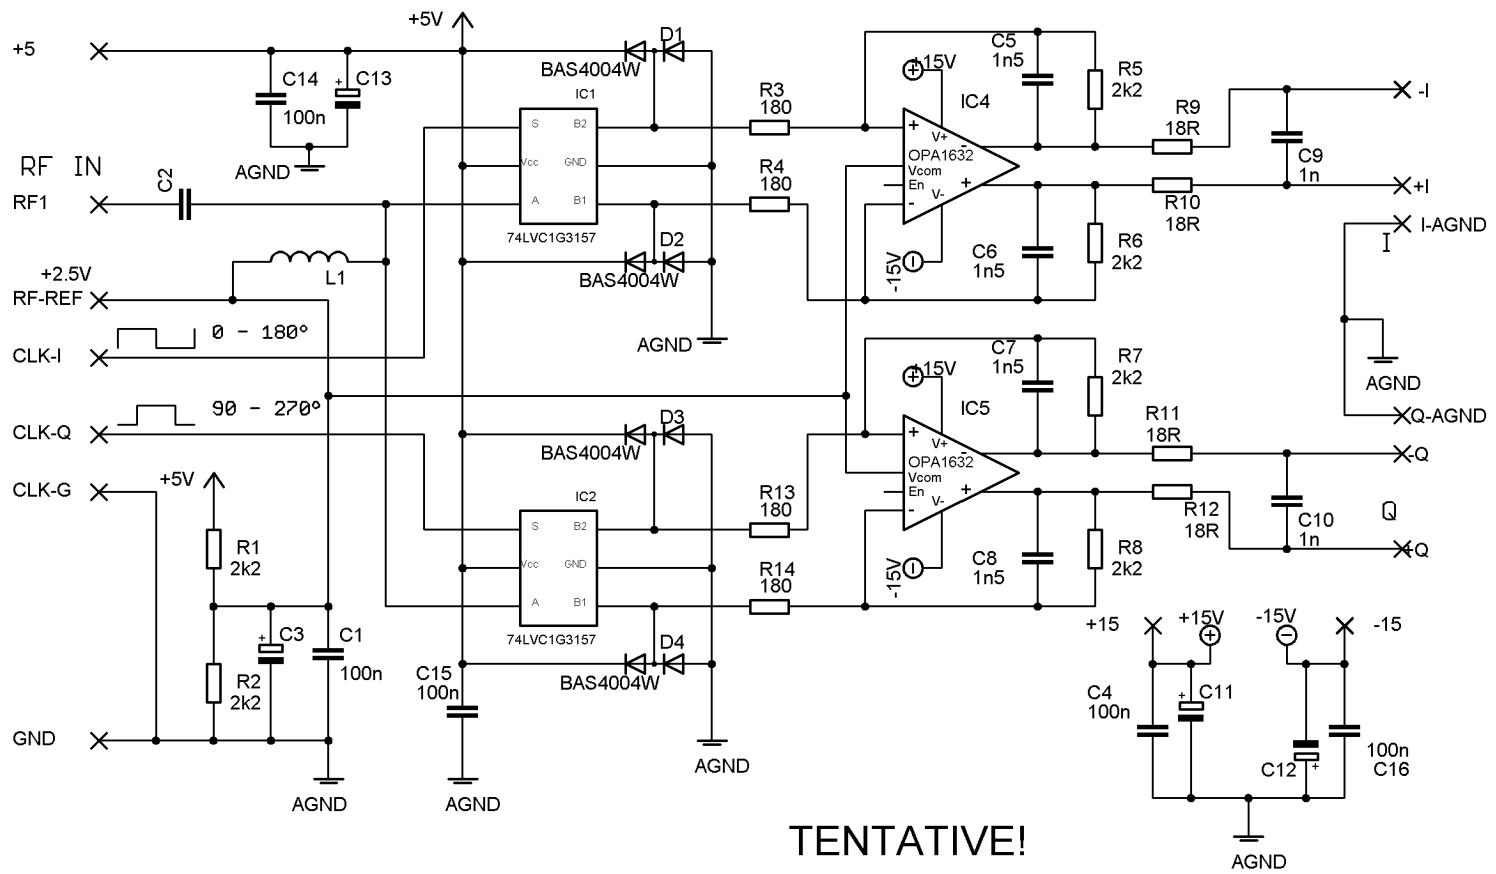 +5V
+5
D1
BAS4004W
IC1
C14
100n
C13
+
AGND
RF IN
RF1
C2
S
B2
Vcc
GND
A
B1
74LVC1G3157
D2
BAS4004W
L1
+2.5V
RF-REF
0 - 180°
CLK-I
AGND
90 - 270°
CLK-Q
CLK-G
+5V
R1
2k2
R2
2k2
+
C3
C1
100n
GND
AGND
R3
180
R4
180
C5
1n5
+15V
R5
2k2
IC4
+
V+
-
OPA1632
Vcom
En
+
V-
-
-15V
C6
1n5
R6
2k2
R9
18R
R10
18R
C9
1n
-I
+I
I-AGND
I
AGND
Q-AGND
D3
BAS4004W
IC2
S
B2
Vcc
GND
A
B1
74LVC1G3157
D4
BAS4004W
C15
100n
AGND
AGND
R13
180
R14
180
C7
1n5
+15V
R7
2k2
IC5
+
V+
-
OPA1632
Vcom
En
+
V-
-
-15V
C8
1n5
R8
2k2
R11
18R
R12
18R
C10
1n
-Q
Q
+Q
+15
+15V
-15V
-15
C4
100n
+
C11
C12
+
100n
C16
AGND
TENTATIVE!